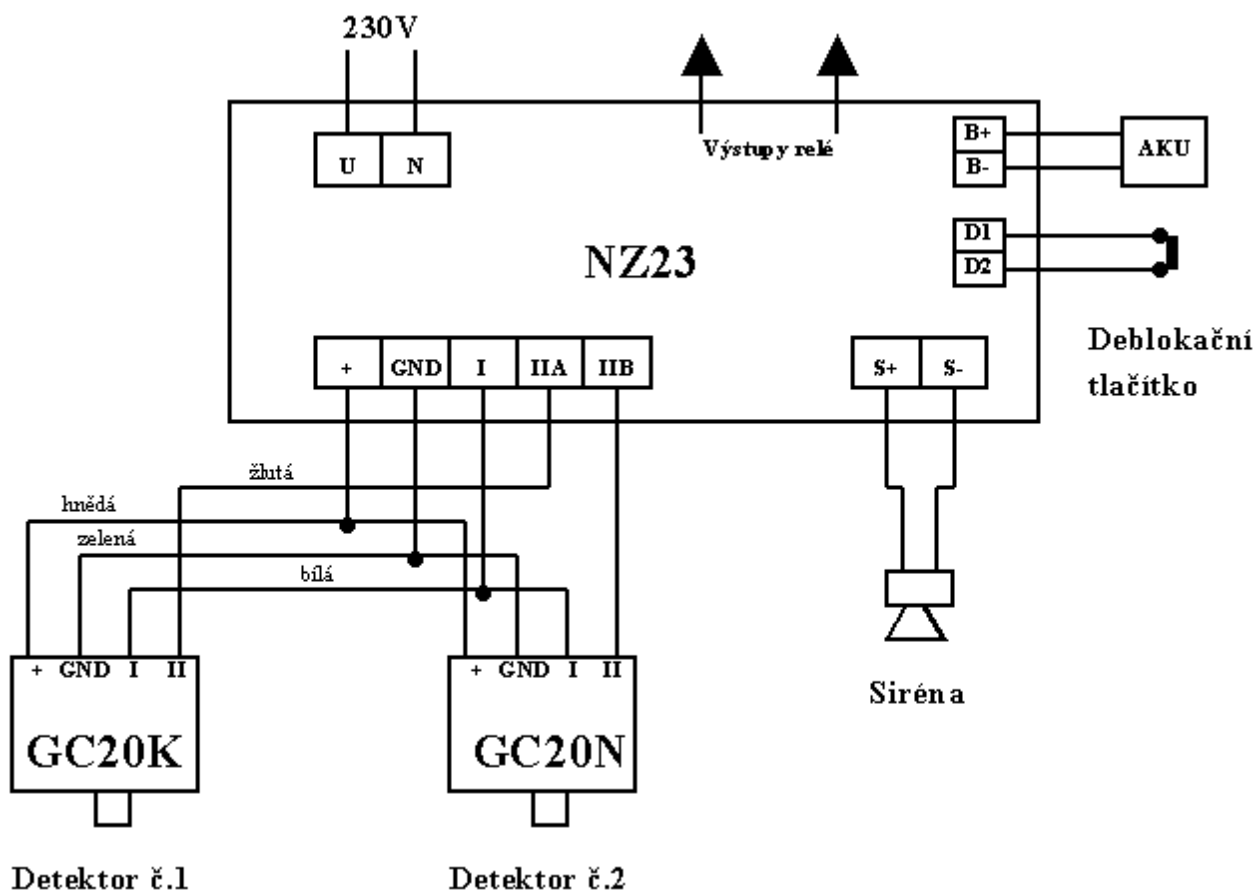 230V
U N
Výstupy relé
B+
B-
AKU
NZ23
D1
D2
Deblokační
tlačítko
+ GND I IIA IIB
S+ S-
žlutá
hnědá
zelená
bílá
+ GND I II
GC20K
Detektor č.1
+ GND I II
GC20N
Detektor č.2
Siréna